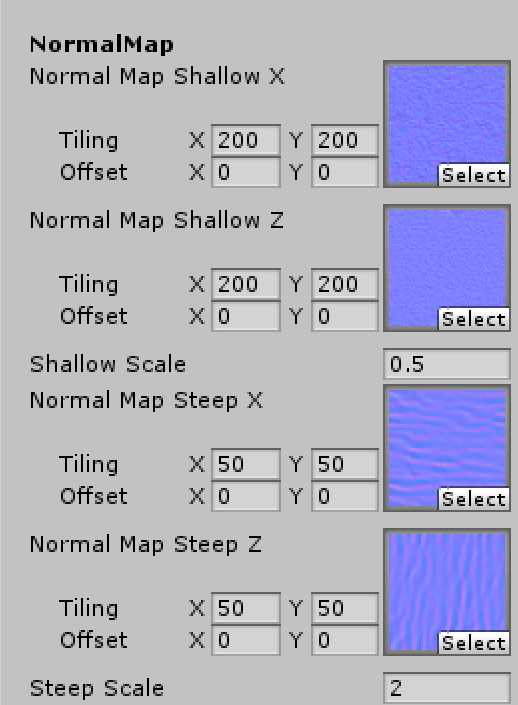 NormalMap
Normal Map Shallow X
Tiling X 200 Y 200
Offset X 0 Y 0
Select
Normal Map Shallow Z
Tiling X 200 Y 200
Offset X 0 Y 0
Select
Shallow Scale 0.5
Normal Map Steep X
Tiling X 50 Y 50
Offset X 0 Y 0
Select
Normal Map Steep Z
Tiling X 50 Y 50
Offset X 0 Y 0
Select
Steep Scale 2